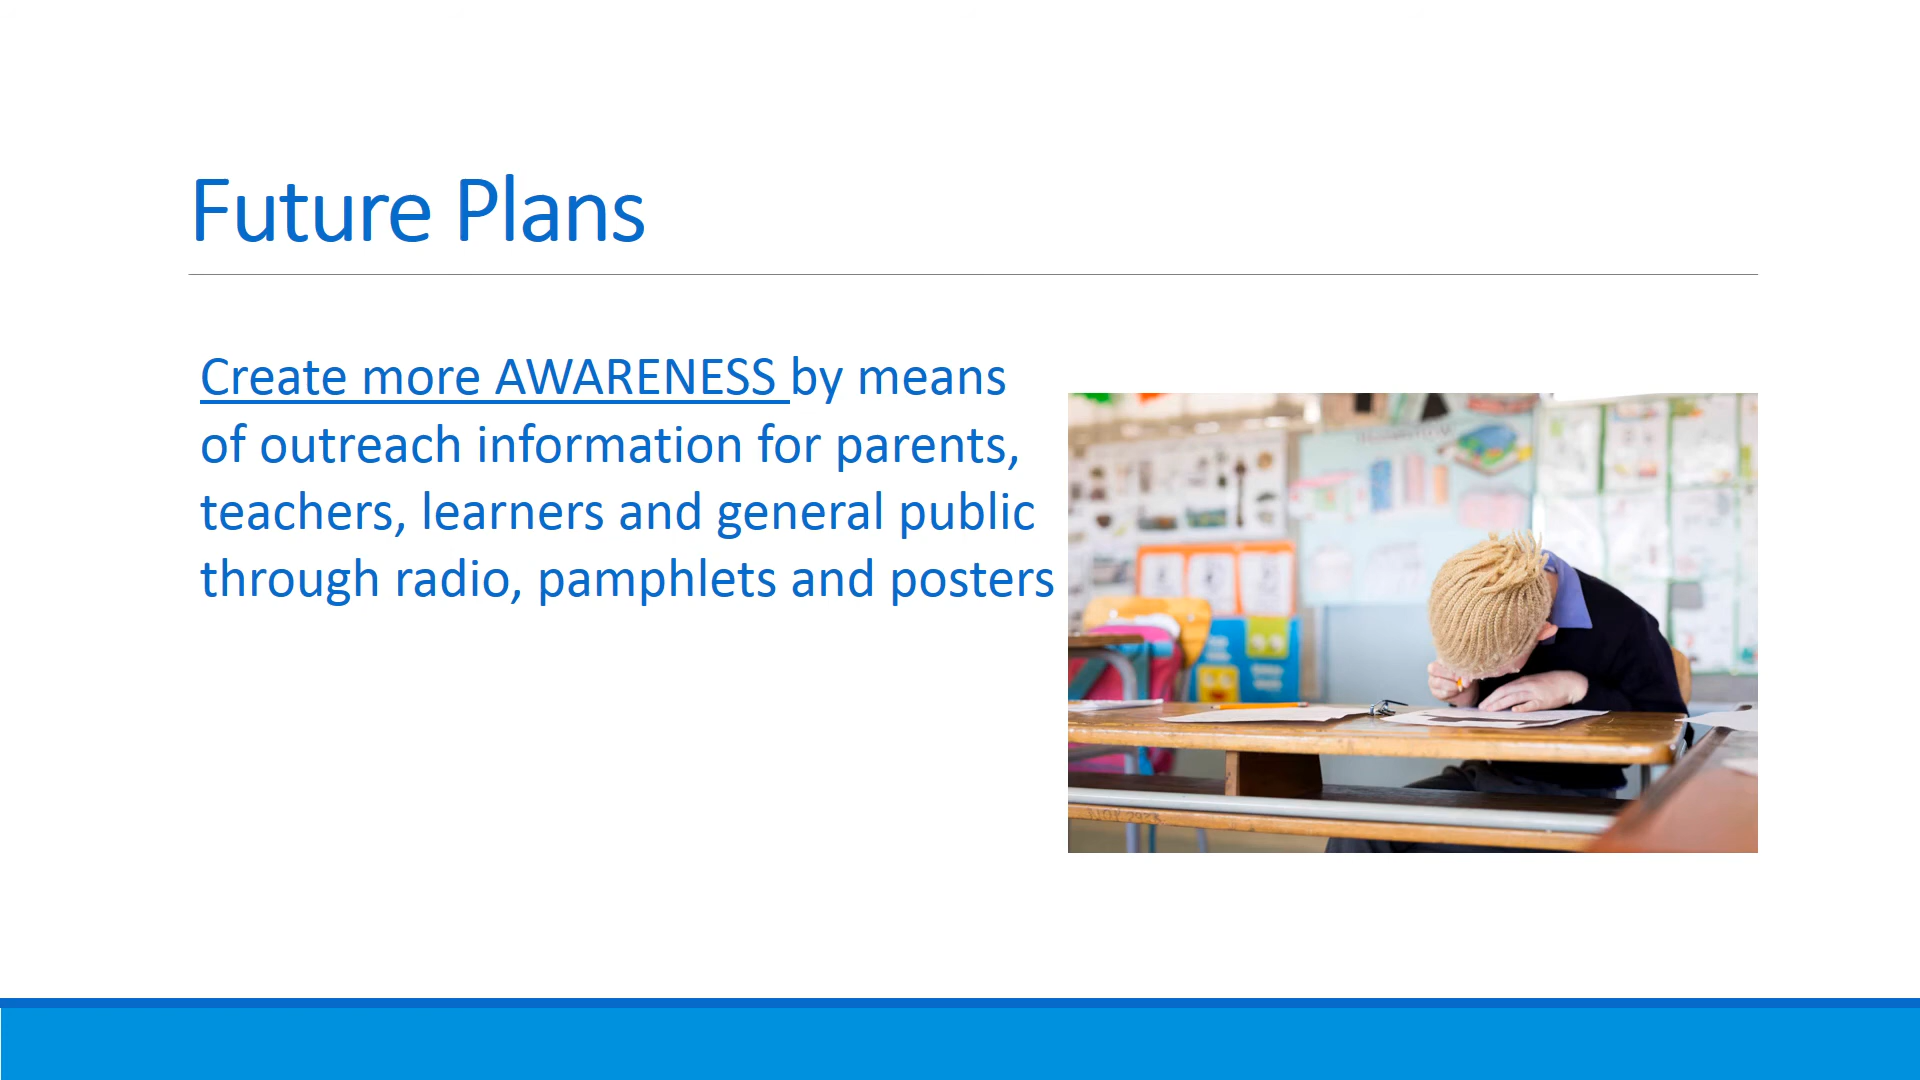 Future Plans
Create more AWARENESS by means
of outreach information for parents,
teachers, learners and general public
through radio, pamphlets and posters